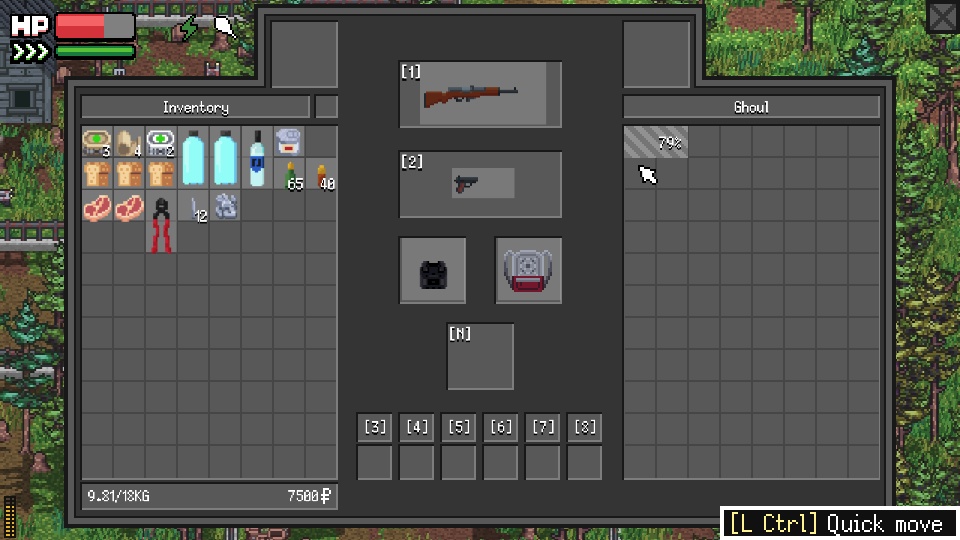 HP
[1]
Inventory
Ghoul
3
4
2
79%
[2]
65
40
12
[N]
[3] [4] [5] [6] [7] [8]
9.81/18KG 7500₽
[L Ctrl] Quick move